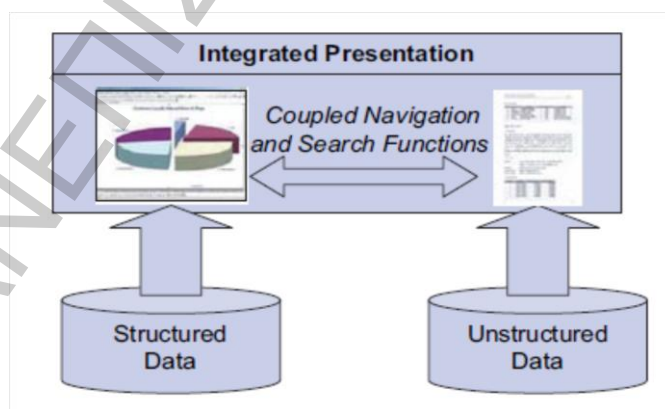 Integrated Presentation
Coupled Navigation
and Search Functions
Structured
Data
Unstructured
Data